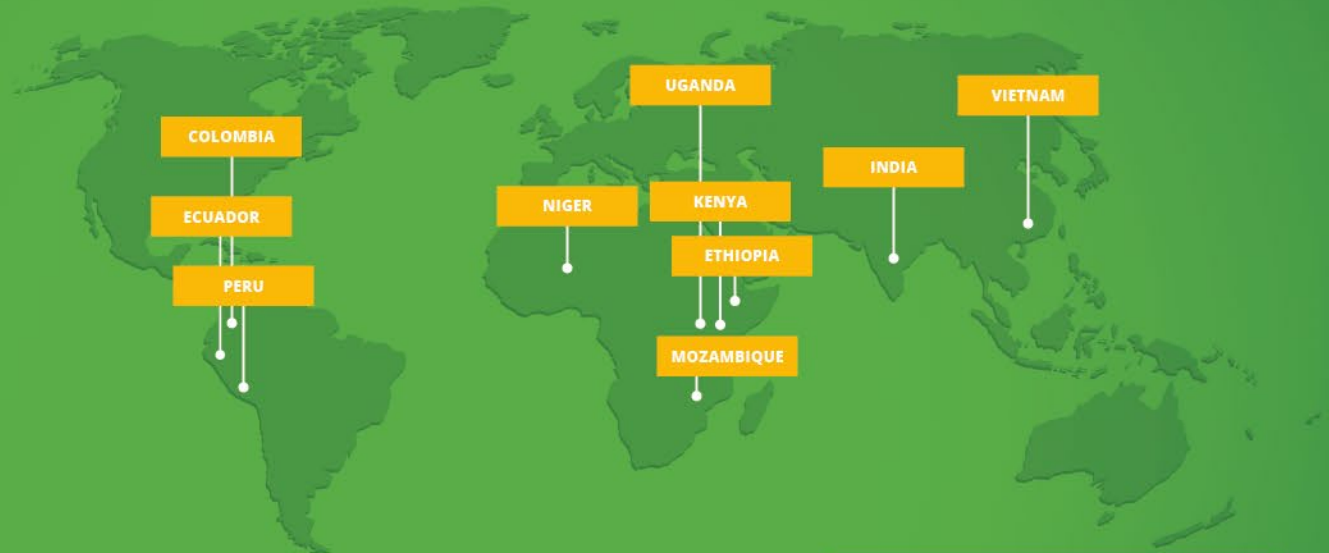 UGANDA
VIETNAM
COLOMBIA
INDIA
NIGER
KENYA
ECUADOR
ETHIOPIA
PERU
MOZAMBIQUE